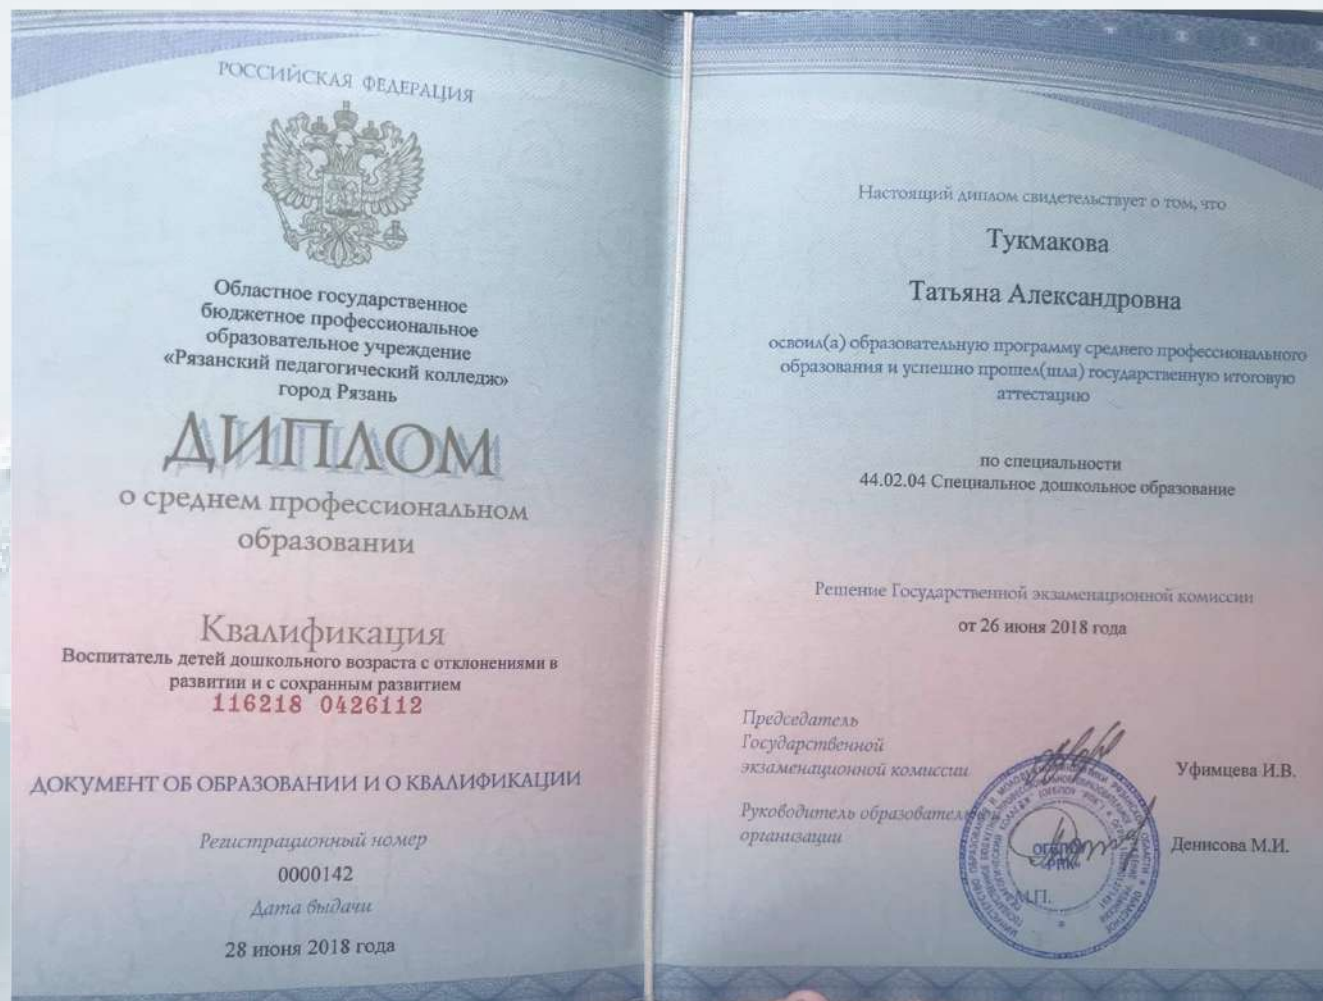 РОССИЙСКАЯ ФЕДЕРАЦИЯ
Областное государственное
бюджетное профессиональное
образовательное учреждение
«Рязанский педагогический колледж»
город Рязань
ДИПЛОМ
о среднем профессиональном
образовании
Квалификация
Воспитатель детей дошкольного возраста с отклонениями в
развитии и с сохранным развитием
116218 0426112
ДОКУМЕНТ ОБ ОБРАЗОВАНИИ И О КВАЛИФИКАЦИИ
Регистрационный номер
0000142
Дата выдачи
28 июня 2018 года
Настоящий диплом свидетельствует о том, что
Тукмакова
Татьяна Александровна
освоил(а) образовательную программу среднего профессионального
образования и успешно прошел(шла) государственную итоговую
аттестацию
по специальности
44.02.04 Специальное дошкольное образование
Решение Государственной экзаменационной комиссии
от 26 июня 2018 года
Председатель
Государственной
экзаменационной комиссии
Уфимцева И.В.
Руководитель
организации
Денисова М.И.
М.П.